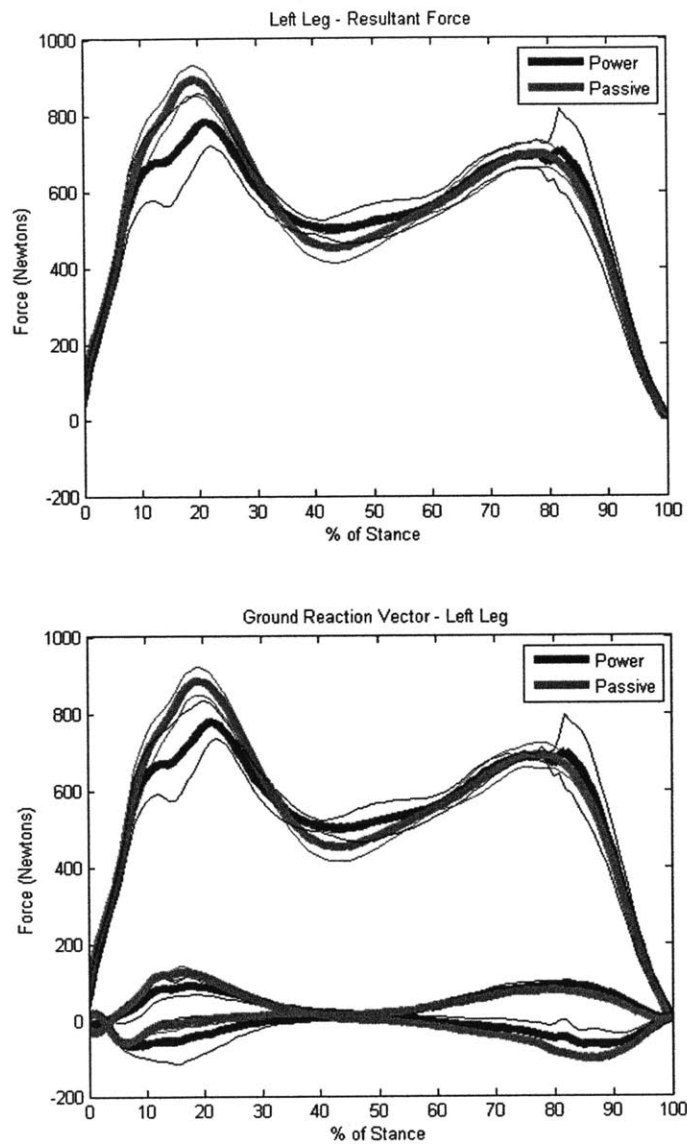 Left Leg - Resultant Force
1000
800
600
400
200
0
-200
Force (Newtons)
Power
Passive
0 10 20 30 40 50 60 70 80 90 100
% of Stance
Ground Reaction Vector - Left Leg
1000
800
600
400
200
0
-200
Force (Newtons)
Power
Passive
0 10 20 30 40 50 60 70 80 90 100
% of Stance